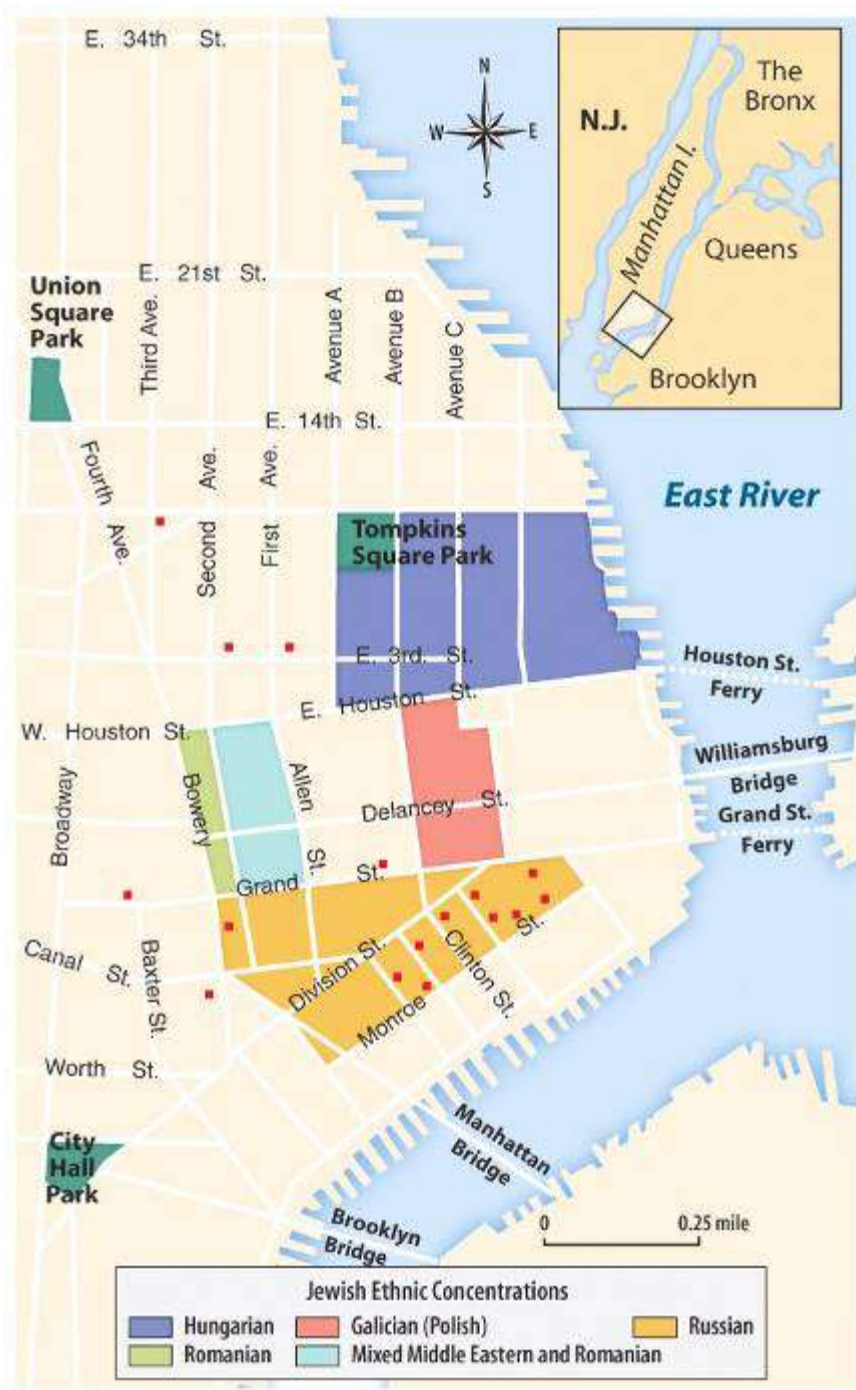 E. 34th St.
N
W E
S
N.J.
The
Bronx
Manhattan I.
Queens
Brooklyn
E. 21st St.
Union
Square
Park
Third Ave.
Avenue A
Avenue B
Avenue C
E. 14th St.
Fourth Ave.
Second Ave.
First Ave.
East River
Tompkins
Square Park
E. 3rd. St.
Houston St.
Ferry
E. Houston St.
W. Houston St.
Broadway
Bowery
Allen St.
Delancey St.
Williamsburg
Bridge
Grand St.
Ferry
Grand St.
Canal St.
Baxter St.
Division St.
Clinton St.
Monroe St.
Worth St.
City
Hall
Park
Manhattan
Bridge
Brooklyn
Bridge
0 0.25 mile
Jewish Ethnic Concentrations
Hungarian Galician (Polish) Russian
Romanian Mixed Middle Eastern and Romanian